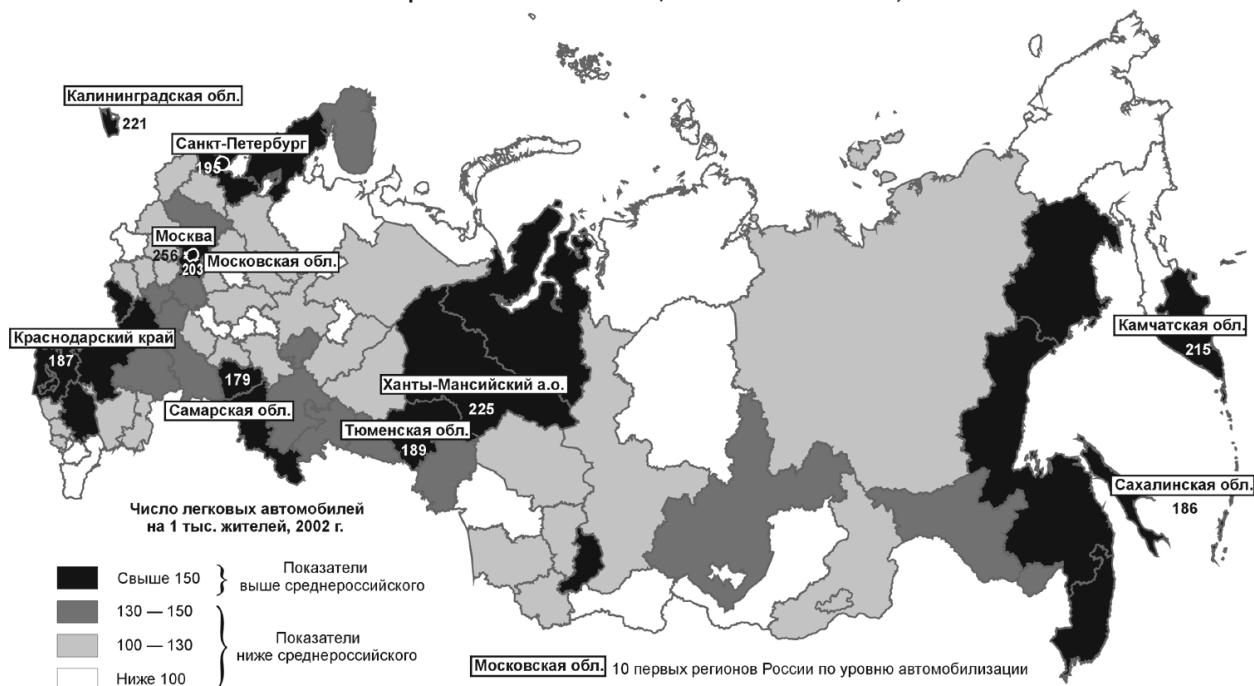 Калининградская обл.
221
Санкт-Петербург
195
Москва
256
203
Московская обл.
Краснодарский край
187
179
Самарская обл.
Ханты-Мансийский а.о.
225
Тюменская обл.
189
Камчатская обл.
215
Сахалинская обл.
186
Число легковых автомобилей
на 1 тыс. жителей, 2002 г.
Свыше 150
Показатели
выше среднероссийского
130 — 150
100 — 130
Показатели
ниже среднероссийского
Ниже 100
Московская обл. 10 первых регионов России по уровню автомобилизации